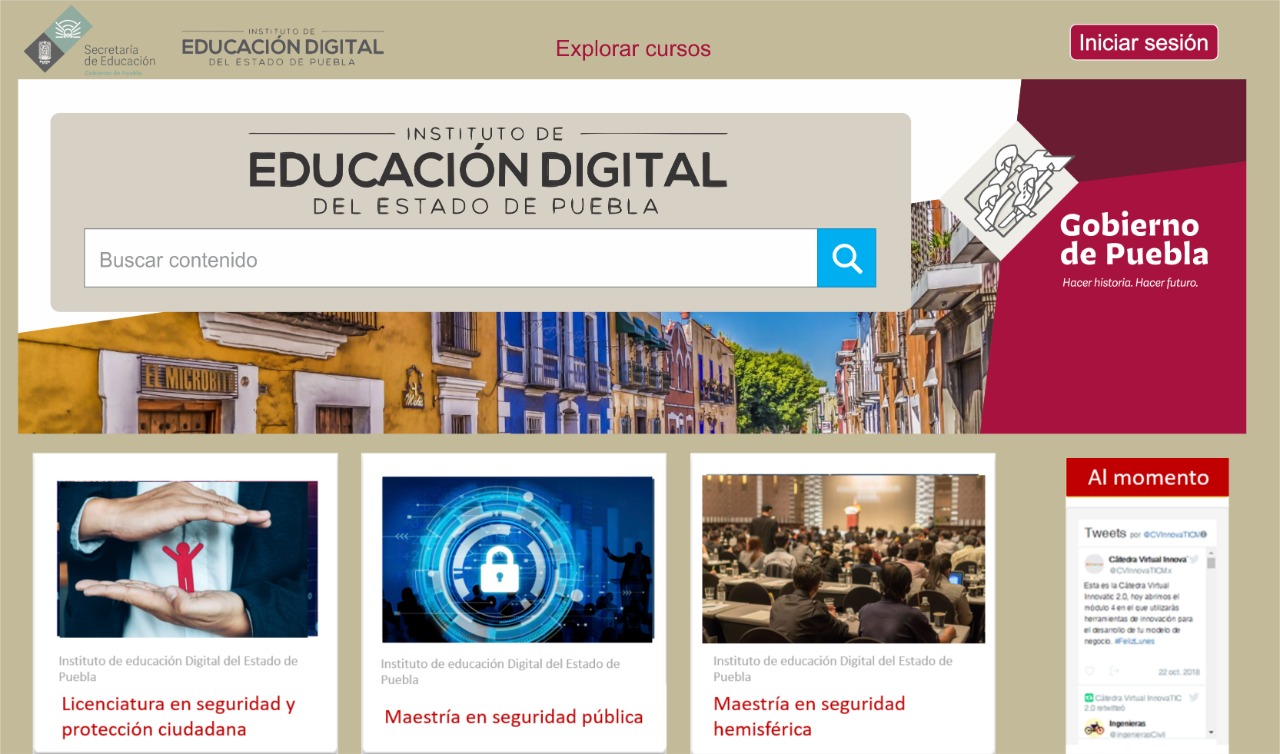 Secretaría
de Educación
Gobierno de Puebla
INSTITUTO DE
EDUCACIÓN DIGITAL
DEL ESTADO DE PUEBLA
Explorar cursos
Iniciar sesión
INSTITUTO DE
EDUCACIÓN DIGITAL
DEL ESTADO DE PUEBLA
Buscar contenido
Gobierno
de Puebla
Hacer historia. Hacer futuro.
EL MICROBITO
Instituto de educación Digital del Estado de
Puebla
Licenciatura en seguridad y
protección ciudadana
Instituto de educación Digital del Estado de
Puebla
Maestría en seguridad pública
Instituto de educación Digital del Estado de
Puebla
Maestría en seguridad
hemisférica
Al momento
Tweets por @CVInnovaTICM
Cátedra Virtual Innova
@CVInnovaTICMx
Esta es la Cátedra Virtual
Innovatic 2.0, hoy abrimos el
módulo 4 en el que utilizarás
herramientas de innovación para
el desarrollo de tu modelo de
negocio. #FelizLunes
22 oct. 2018
Cátedra Virtual InnovaTIC
2.0 retwitteó
Ingenieras
@ingenierasCivil